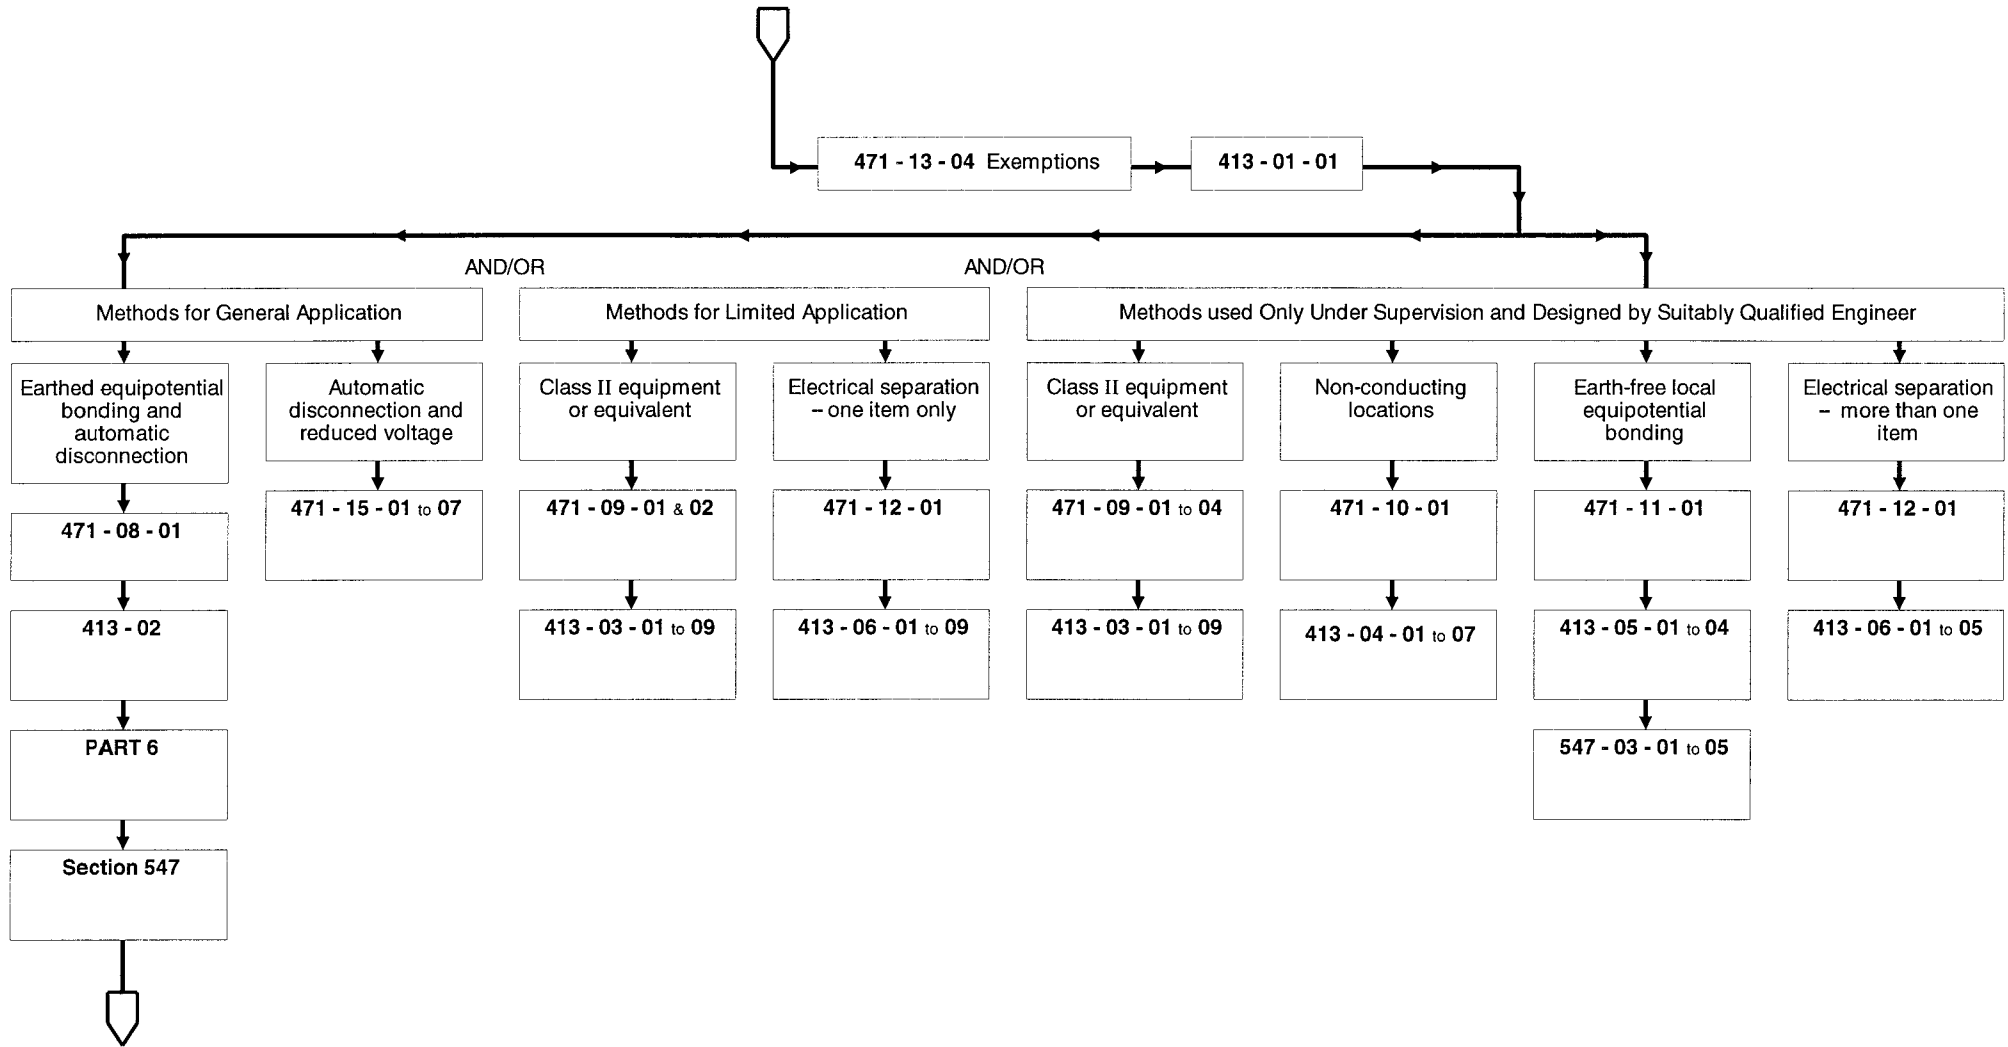 471 - 13 - 04 Exemptions
413 - 01 - 01
AND/OR
AND/OR
Methods for General Application
Methods for Limited Application
Methods used Only Under Supervision and Designed by Suitably Qualified Engineer
Earthed equipotential
bonding and
automatic
disconnection
Automatic
disconnection and
reduced voltage
Class II equipment
or equivalent
Electrical separation
– one item only
Class II equipment
or equivalent
Non-conducting
locations
Earth-free local
equipotential
bonding
Electrical separation
– more than one
item
471 - 08 - 01
471 - 15 - 01 to 07
471 - 09 - 01 & 02
471 - 12 - 01
471 - 09 - 01 to 04
471 - 10 - 01
471 - 11 - 01
471 - 12 - 01
413 - 02
413 - 03 - 01 to 09
413 - 06 - 01 to 09
413 - 03 - 01 to 09
413 - 04 - 01 to 07
413 - 05 - 01 to 04
413 - 06 - 01 to 05
PART 6
547 - 03 - 01 to 05
Section 547